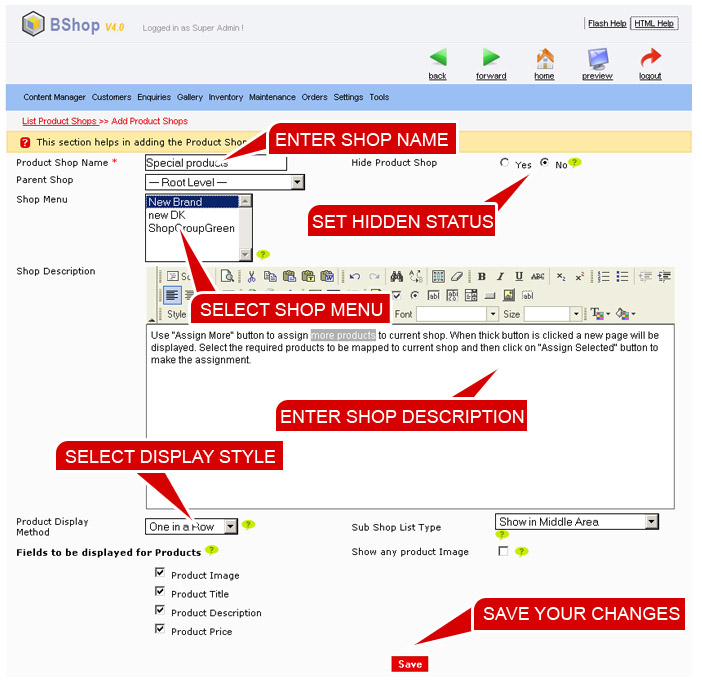 BShop V4.0
Logged in as Super Admin !
Flash Help
HTML Help
back
forward
home
preview
logout
Content Manager Customers Enquiries Gallery Inventory Maintenance Orders Settings Tools
List Product Shops >> Add Product Shops
? This section helps in adding the Product Shop
ENTER SHOP NAME
Product Shop Name *
Special products
Hide Product Shop
Yes
No
?
Parent Shop
--- Root Level ---
Shop Menu
New Brand
new DK
ShopGroupGreen
?
SET HIDDEN STATUS
SELECT SHOP MENU
Shop Description
B I U ABC x₂ x²
Style
Font
Size
Use "Assign More" button to assign more products to current shop. When thick button is clicked a new page will be
displayed. Select the required products to be mapped to current shop and then click on "Assign Selected" button to
make the assignment.
ENTER SHOP DESCRIPTION
SELECT DISPLAY STYLE
Product Display
Method
One in a Row
?
Sub Shop List Type
Show in Middle Area
?
Fields to be displayed for Products ?
Show any product Image
?
Product Image
Product Title
Product Description
Product Price
SAVE YOUR CHANGES
Save